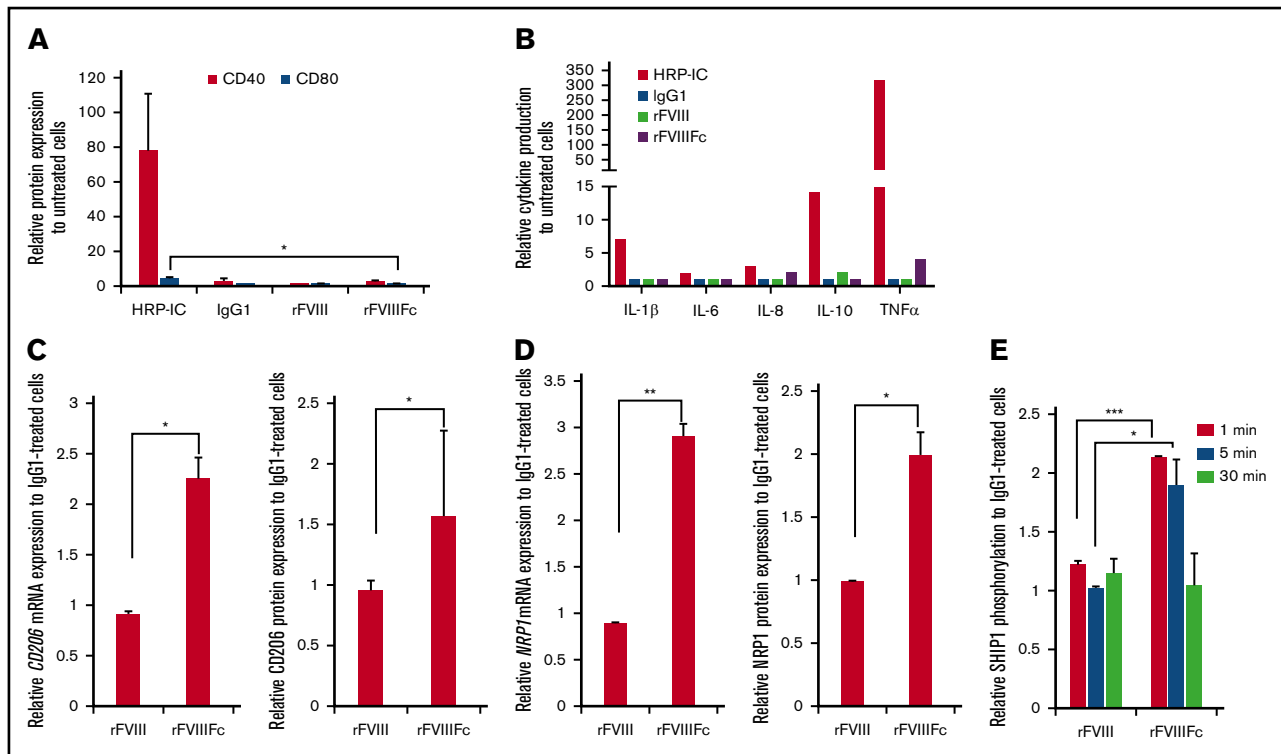 A
Relative protein expression
to untreated cells
120
100
80
60
40
20
0
CD40 CD80
*
HRP-IC IgG1 rFVIII rFVIIIFc
B
Relative cytokine production
to untreated cells
350
300
250
200
150
100
50
15
10
5
0
HRP-IC
IgG1
rFVIII
rFVIIIFc
IL-1β IL-6 IL-8 IL-10 TNFα
C
Relative CD206 mRNA expression to IgG1-treated cells
3
2.5
2
1.5
1
0.5
0
*
rFVIII rFVIIIFc
Relative CD206 protein expression to IgG1-treated cells
2.5
2
1.5
1
0.5
0
*
rFVIII rFVIIIFc
D
Relative NRP1 mRNA expression to IgG1-treated cells
3.5
3
2.5
2
1.5
1
0.5
0
**
rFVIII rFVIIIFc
Relative NRP1 protein expression to IgG1-treated cells
2.5
2
1.5
1
0.5
0
*
rFVIII rFVIIIFc
E
Relative SHIP1 phosphorylation to IgG1-treated cells
2.5
2
1.5
1
0.5
0
***
*
1 min
5 min
30 min
rFVIII rFVIIIFc